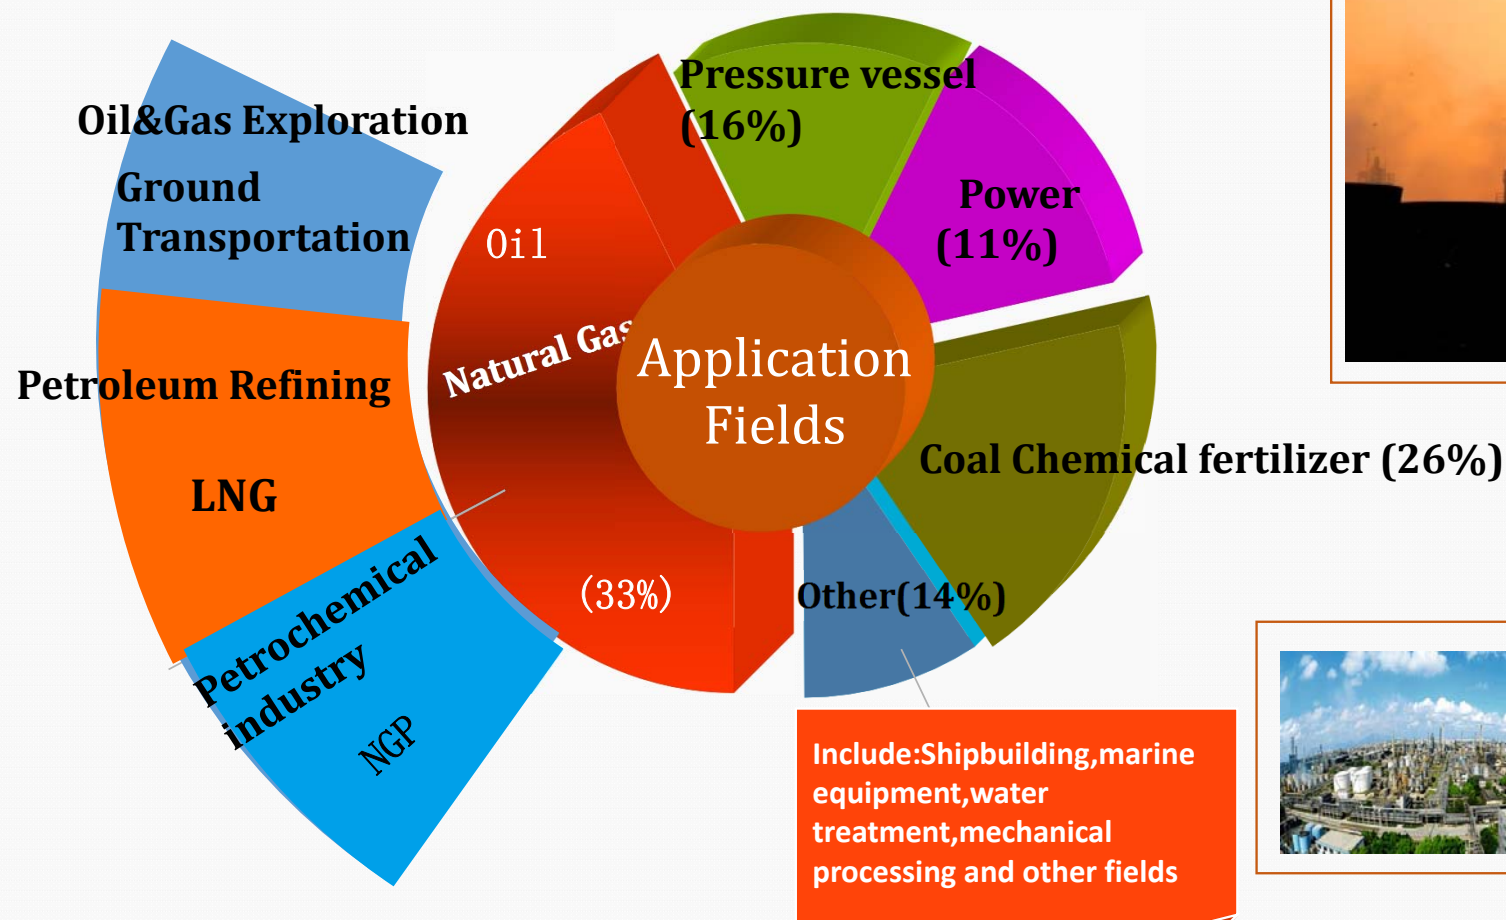 Pressure vessel
(16%)
Oil&Gas Exploration
Ground
Transportation
Power
(11%)
Oil
Natural Gas
Application
Fields
Petroleum Refining
LNG
Coal Chemical fertilizer (26%)
Petrochemical
industry
NGP
(33%)
Other(14%)
Include:Shipbuilding,marine
equipment,water
treatment,mechanical
processing and other fields